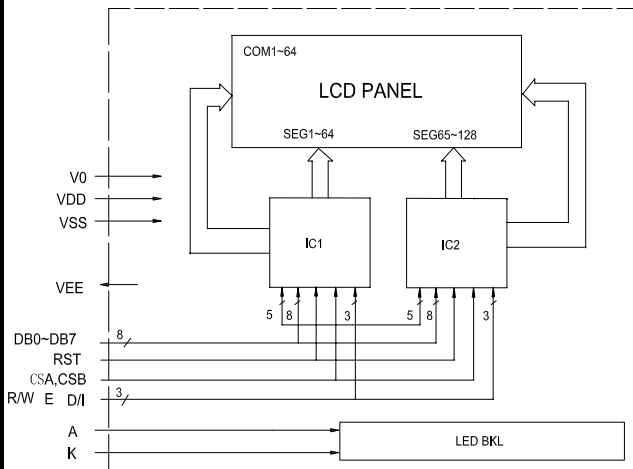 COM1~64
LCD PANEL
SEG1~64
SEG65~128
V0
VDD
VSS
IC1
IC2
VEE
5 8 3
5 8 3
DB0~DB7 8
RST
CSA,CSB
R/W E D/I 3
A
K
LED BKL